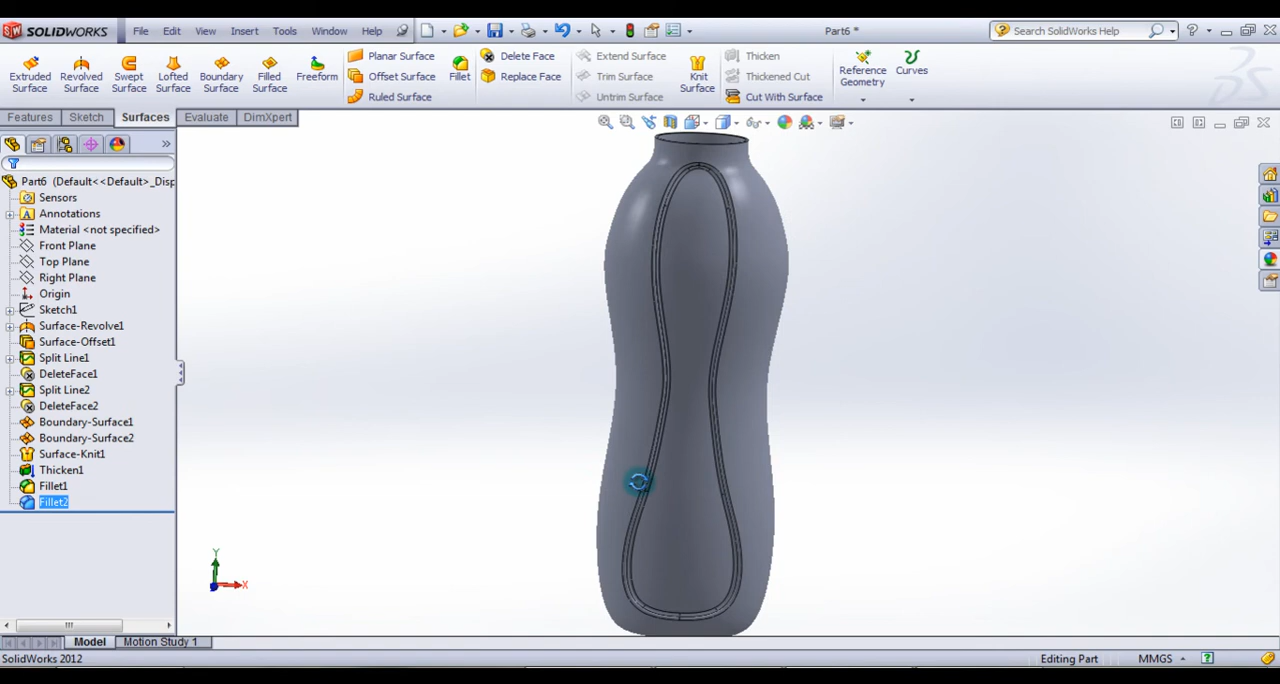 SOLIDWORKS File Edit View Insert Tools Window Help Part6 * Search SolidWorks Help
Extruded Surface Revolved Surface Swept Surface Lofted Surface Boundary Surface Filled Surface Freeform
Planar Surface
Offset Surface
Ruled Surface
Fillet
Delete Face
Replace Face
Extend Surface
Trim Surface
Untrim Surface
Knit Surface
Thicken
Thickened Cut
Cut With Surface
Reference Geometry
Curves
Features Sketch Surfaces Evaluate DimXpert
Part6 (Default<<Default>_Disp
Sensors
Annotations
Material <not specified>
Front Plane
Top Plane
Right Plane
Origin
Sketch1
Surface-Revolve1
Surface-Offset1
Split Line1
DeleteFace1
Split Line2
DeleteFace2
Boundary-Surface1
Boundary-Surface2
Surface-Knit1
Thicken1
Fillet1
Fillet2
Y
X
Model Motion Study 1
SolidWorks 2012 Editing Part MMGS